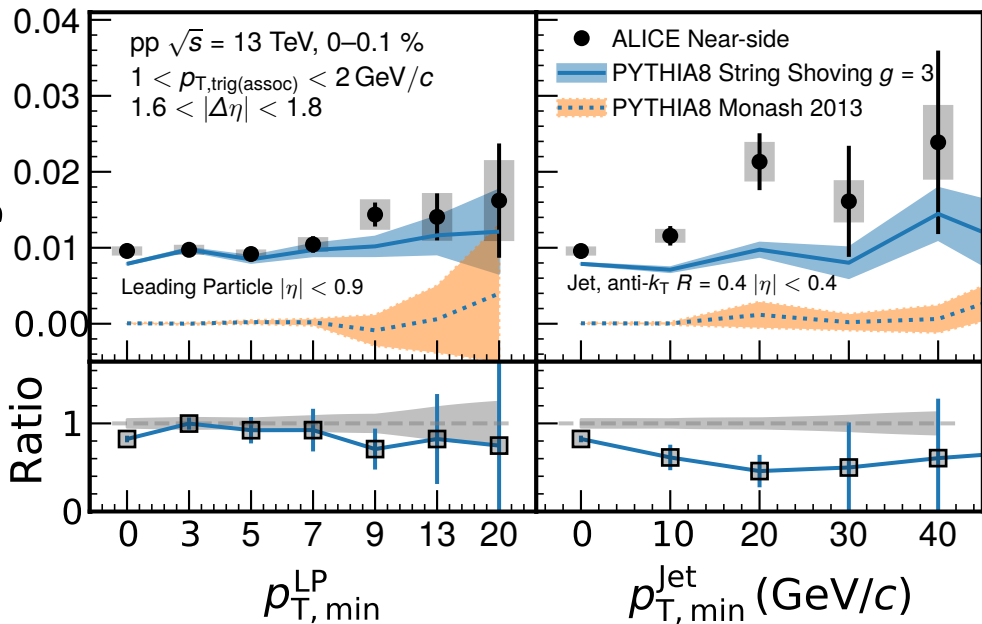 0.04
0.03
0.02
0.01
0.00
pp √s = 13 TeV, 0–0.1 %
1 < pT,trig(assoc) < 2 GeV/c
1.6 < |Δη| < 1.8
Leading Particle |η| < 0.9
ALICE Near-side
PYTHIA8 String Shoving g = 3
PYTHIA8 Monash 2013
Jet, anti-kT R = 0.4 |η| < 0.4
Ratio
1
0
0 3 5 7 9 13 20
0 10 20 30 40
p^LP_T, min
p^Jet_T, min (GeV/c)